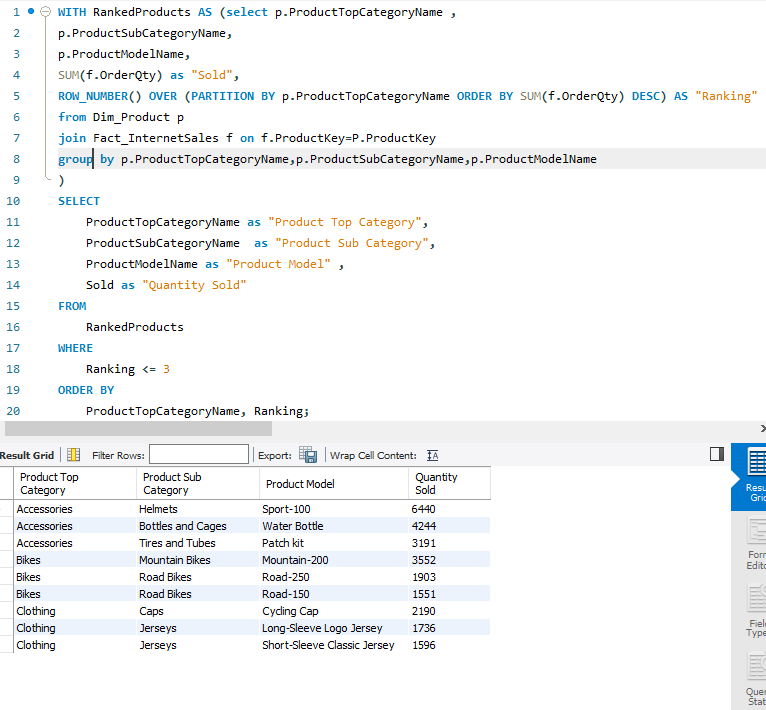 1 WITH RankedProducts AS (select p.ProductTopCategoryName ,
2 p.ProductSubCategoryName,
3 p.ProductModelName,
4 SUM(f.OrderQty) as "Sold",
5 ROW_NUMBER() OVER (PARTITION BY p.ProductTopCategoryName ORDER BY SUM(f.OrderQty) DESC) AS "Ranking"
6 from Dim_Product p
7 join Fact_InternetSales f on f.ProductKey=P.ProductKey
8 group by p.ProductTopCategoryName,p.ProductSubCategoryName,p.ProductModelName
9 )
10 SELECT
11 ProductTopCategoryName as "Product Top Category",
12 ProductSubCategoryName  as "Product Sub Category",
13 ProductModelName as "Product Model" ,
14 Sold as "Quantity Sold"
15 FROM
16 RankedProducts
17 WHERE
18 Ranking <= 3
19 ORDER BY
20 ProductTopCategoryName, Ranking;
Result Grid Filter Rows: Export: Wrap Cell Content: IA
Product Top Category Product Sub Category Product Model Quantity Sold
Accessories Helmets Sport-100 6440
Accessories Bottles and Cages Water Bottle 4244
Accessories Tires and Tubes Patch kit 3191
Bikes Mountain Bikes Mountain-200 3552
Bikes Road Bikes Road-250 1903
Bikes Road Bikes Road-150 1551
Clothing Caps Cycling Cap 2190
Clothing Jerseys Long-Sleeve Logo Jersey 1736
Clothing Jerseys Short-Sleeve Classic Jersey 1596
Resu
Grid
Form
Edito
Field
Type
Quer
Stat